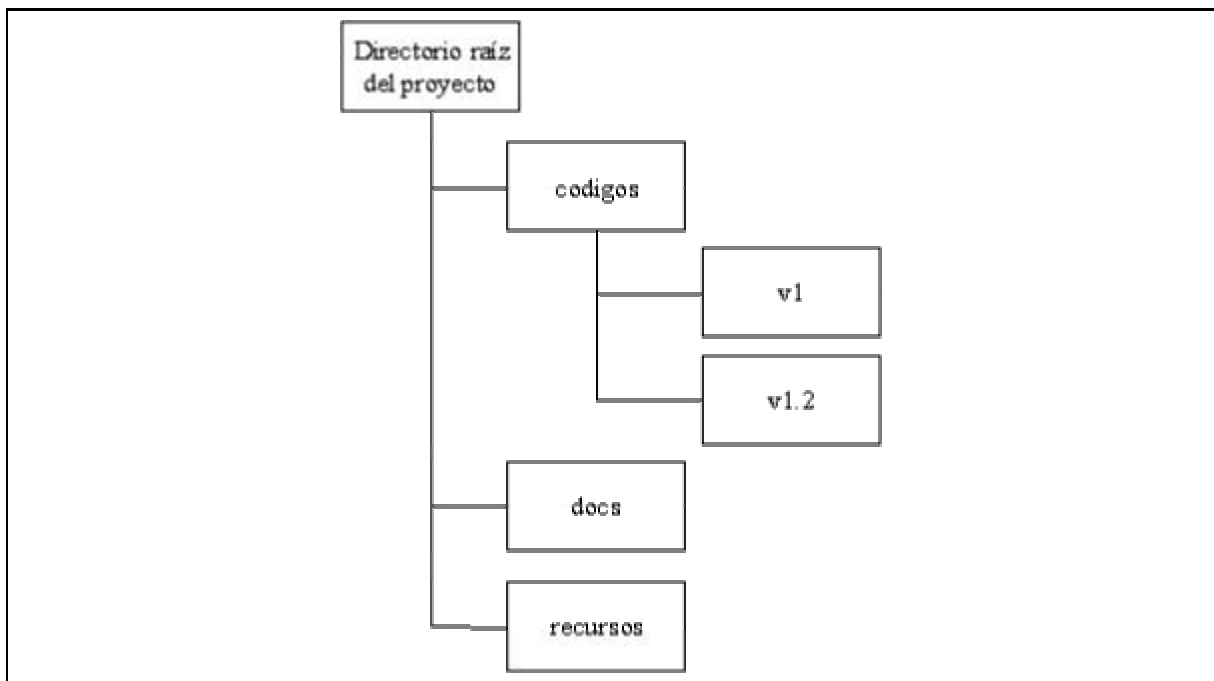 Directorio raíz
del proyecto
codigos
v1
v1.2
docs
recursos